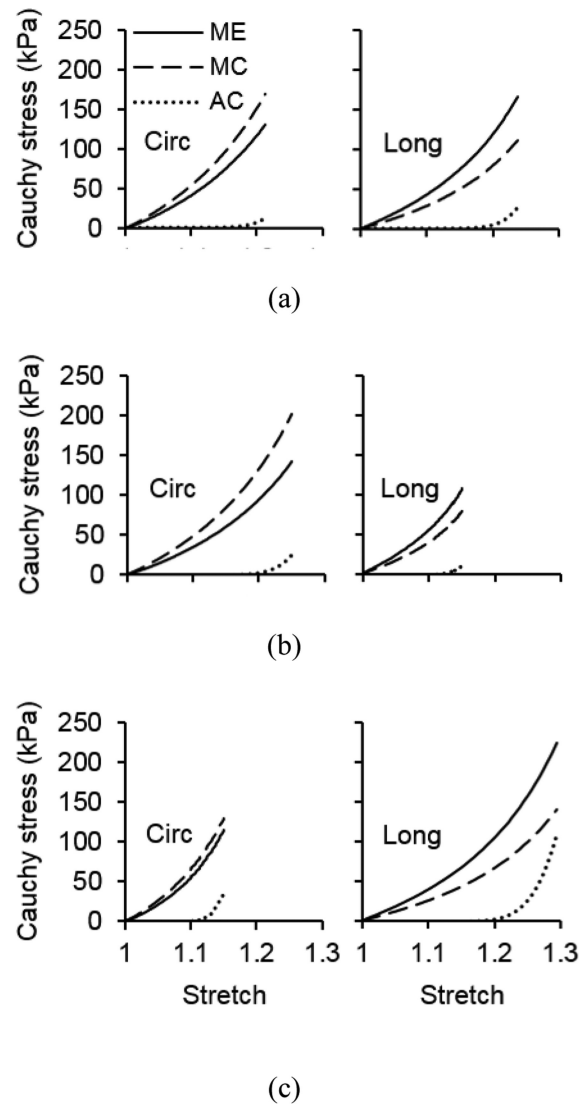 Cauchy stress (kPa)
250
200
150
100
50
0
ME
MC
AC
Circ
Long
(a)
Cauchy stress (kPa)
250
200
150
100
50
0
Circ
Long
(b)
Cauchy stress (kPa)
250
200
150
100
50
0
Circ
Long
1 1.1 1.2 1.3 1 1.1 1.2 1.3
Stretch Stretch
(c)